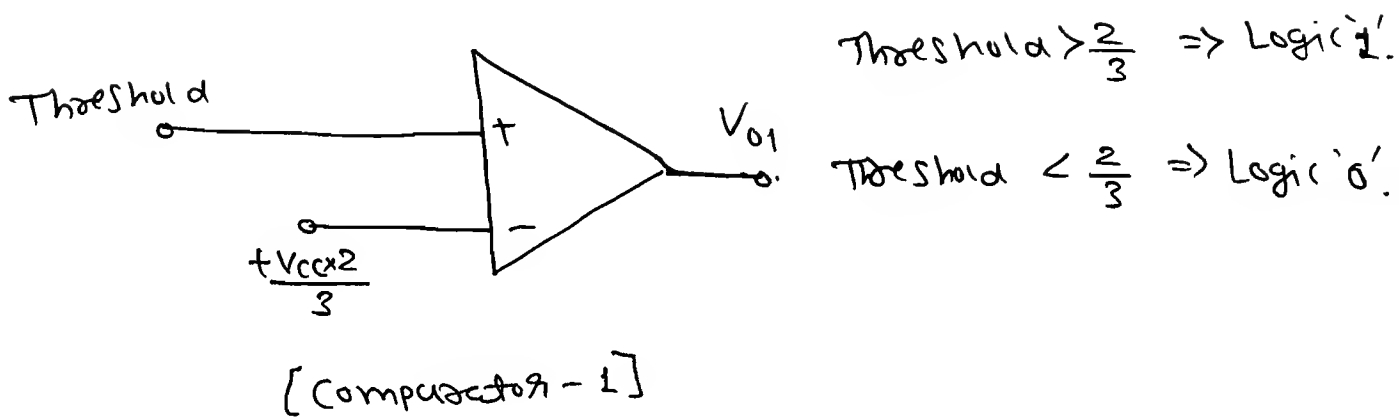 Threshold > 2/3 => Logic '1'.
Threshold
+
V01
Threshold < 2/3 => Logic '0'.
-
+Vcc×2
3
[Comparator - 1]